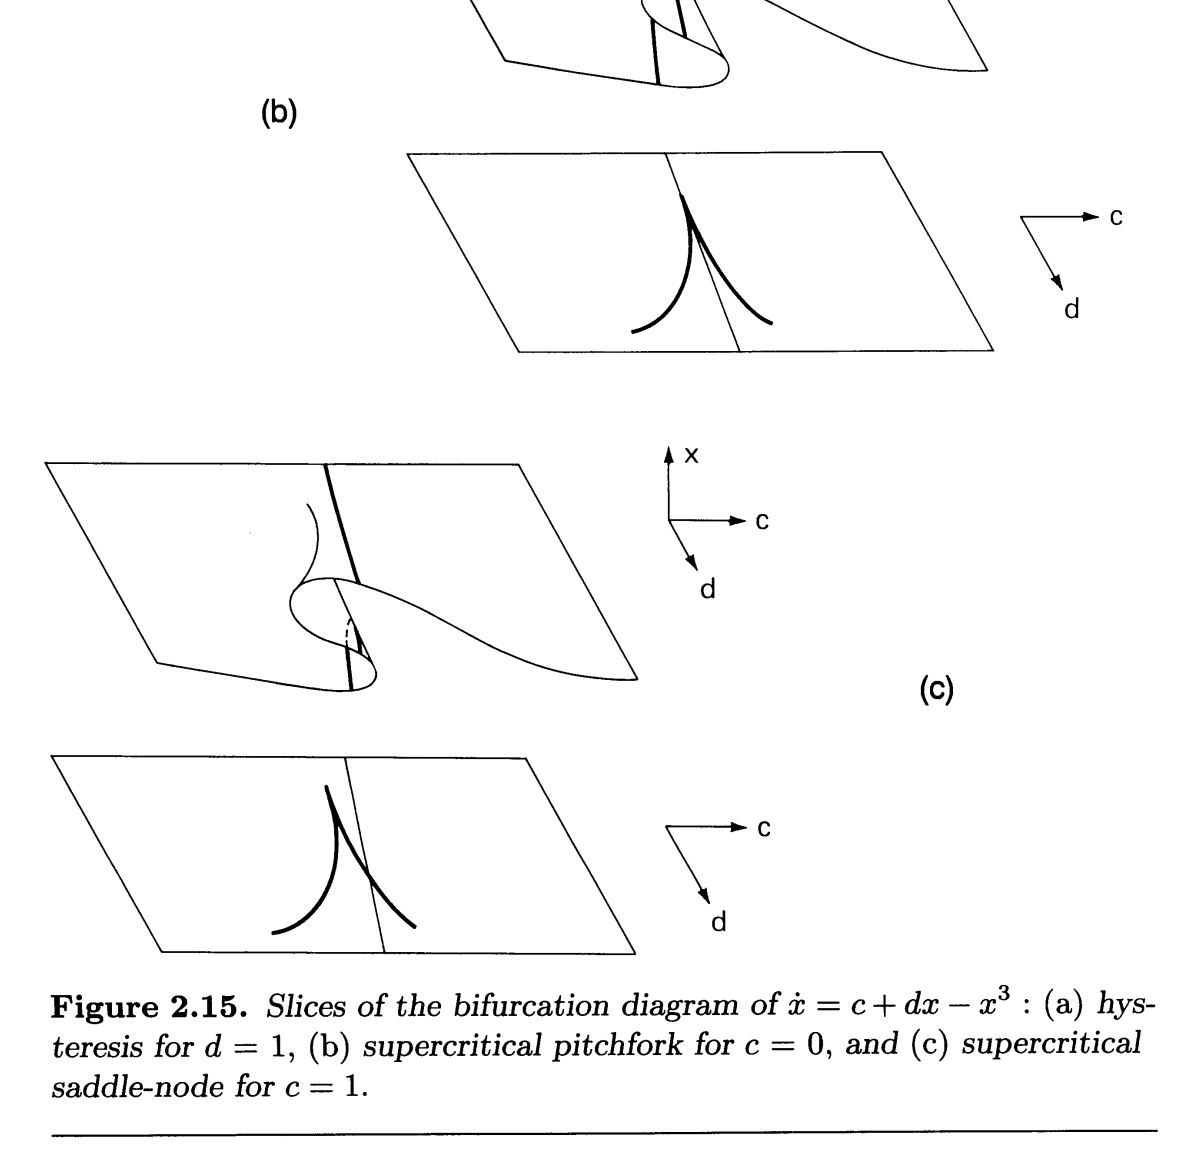 (b)
c
d
x
c
d
(c)
c
d
Figure 2.15. Slices of the bifurcation diagram of ẋ = c + dx − x³ : (a) hys-
teresis for d = 1, (b) supercritical pitchfork for c = 0, and (c) supercritical
saddle-node for c = 1.